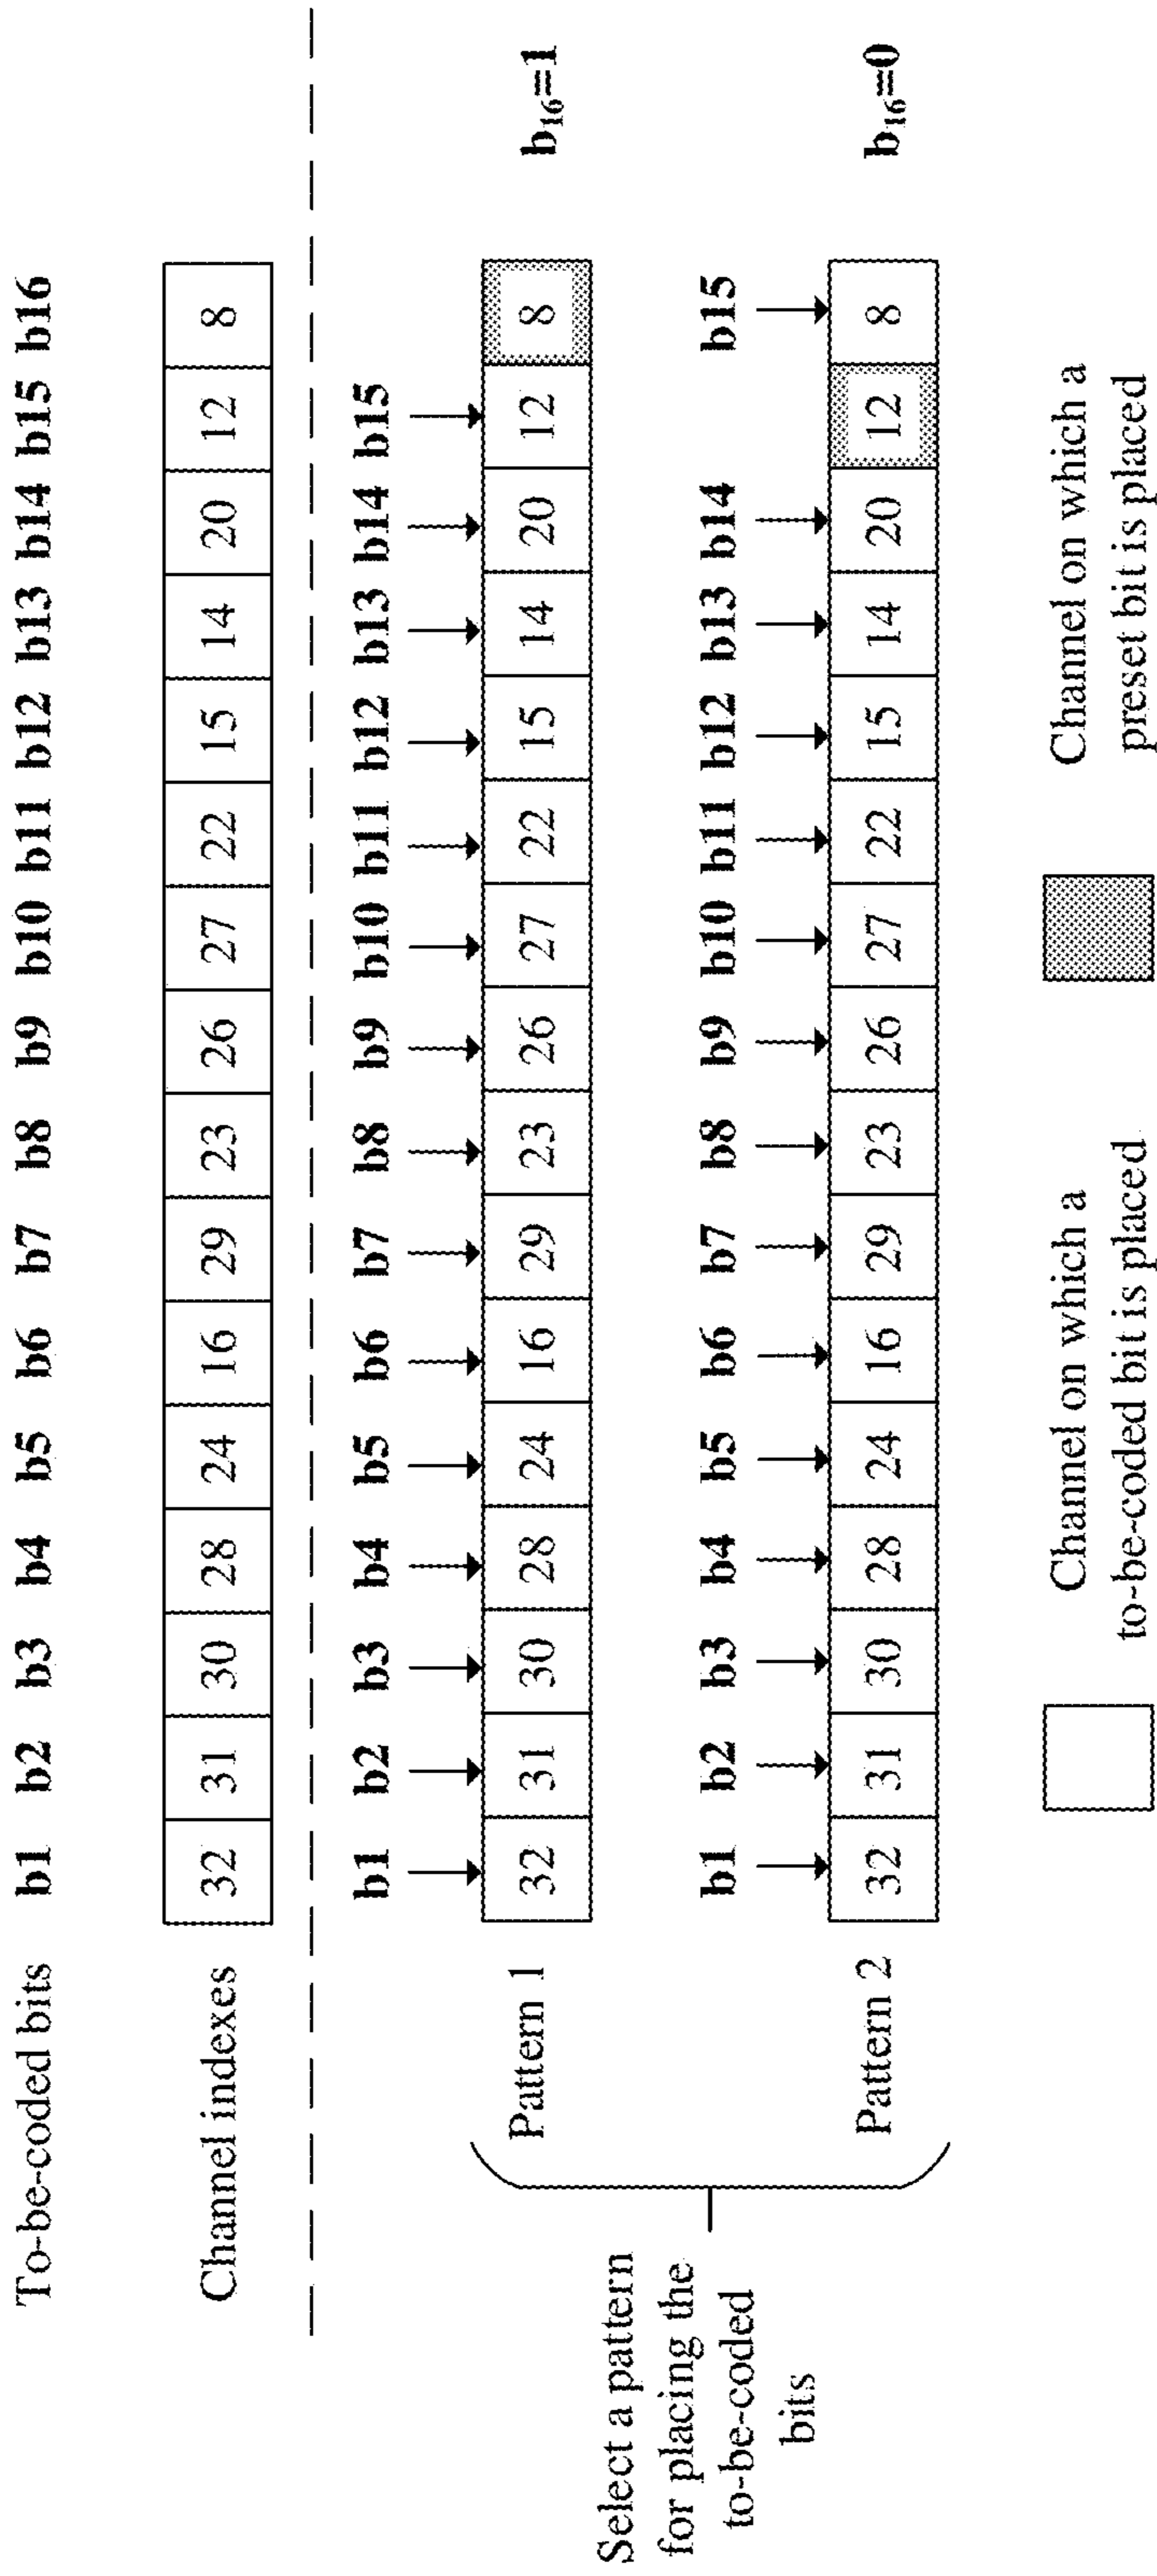 To-be-coded bits b1 b2 b3 b4 b5 b6 b7 b8 b9 b10 b11 b12 b13 b14 b15 b16
Channel indexes 32 31 30 28 24 16 29 23 26 27 22 15 14 20 12 8
b1 b2 b3 b4 b5 b6 b7 b8 b9 b10 b11 b12 b13 b14 b15
Pattern 1 32 31 30 28 24 16 29 23 26 27 22 15 14 20 12 8 b₁₆=1
Select a pattern
for placing the
to-be-coded
bits
b1 b2 b3 b4 b5 b6 b7 b8 b9 b10 b11 b12 b13 b14 b15
Pattern 2 32 31 30 28 24 16 29 23 26 27 22 15 14 20 12 8 b₁₆=0
Channel on which a
to-be-coded bit is placed
Channel on which a
preset bit is placed